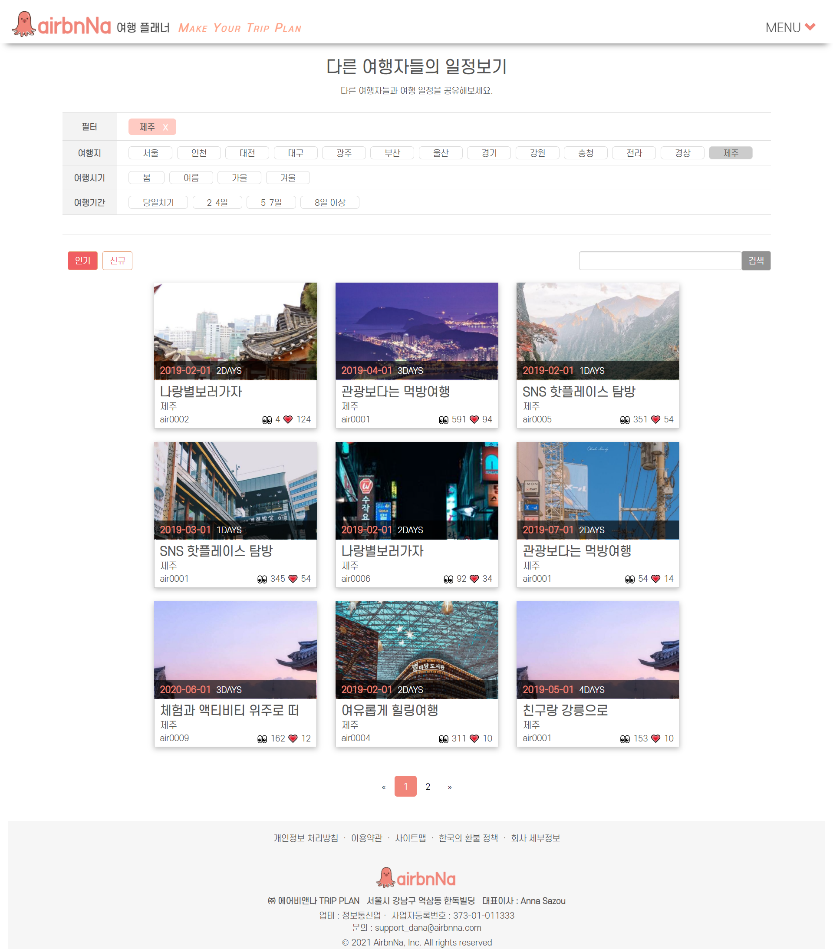 airbnNa 여행 플래너 Make Your Trip Plan MENU
다른 여행자들의 일정보기
다른 여행자들과 여행 일정을 공유해보세요.
필터 제주 x
여행지 서울 인천 대전 대구 광주 부산 울산 경기 강원 충청 전라 경상 제주
여행시기 봄 여름 가을 겨울
여행기간 당일치기 2-4일 5-7일 8일 이상
인기 신규 검색
2019-02-01 2DAYS
나랑별보러가자
제주
air0002 4 124
2019-04-01 3DAYS
관광보다는 먹방여행
제주
air0001 591 94
2019-02-01 1DAYS
SNS 핫플레이스 탐방
제주
air0005 351 54
2019-03-01 1DAYS
SNS 핫플레이스 탐방
제주
air0001 345 54
수작요
2019-02-01 2DAYS
나랑별보러가자
제주
air0006 92 34
2019-07-01 2DAYS
관광보다는 먹방여행
제주
air0001 54 14
2020-06-01 3DAYS
체험과 액티비티 위주로 떠
제주
air0009 162 12
별마당 도서관
2019-02-01 2DAYS
여유롭게 힐링여행
제주
air0004 311 10
2019-05-01 4DAYS
친구랑 강릉으로
제주
air0001 153 10
« 1 2 »
개인정보 처리방침 · 이용약관 · 사이트맵 · 한국의 환불 정책 · 회사 세부정보
airbnNa
㈜ 에어비앤나 TRIP PLAN 서울시 강남구 역삼동 한독빌딩 대표이사 : Anna Sazou
업태 : 정보통신업 · 사업자등록번호 : 373-01-011333
문의 : support_dana@airbnna.com
© 2021 AirbnNa, Inc. All rights reserved